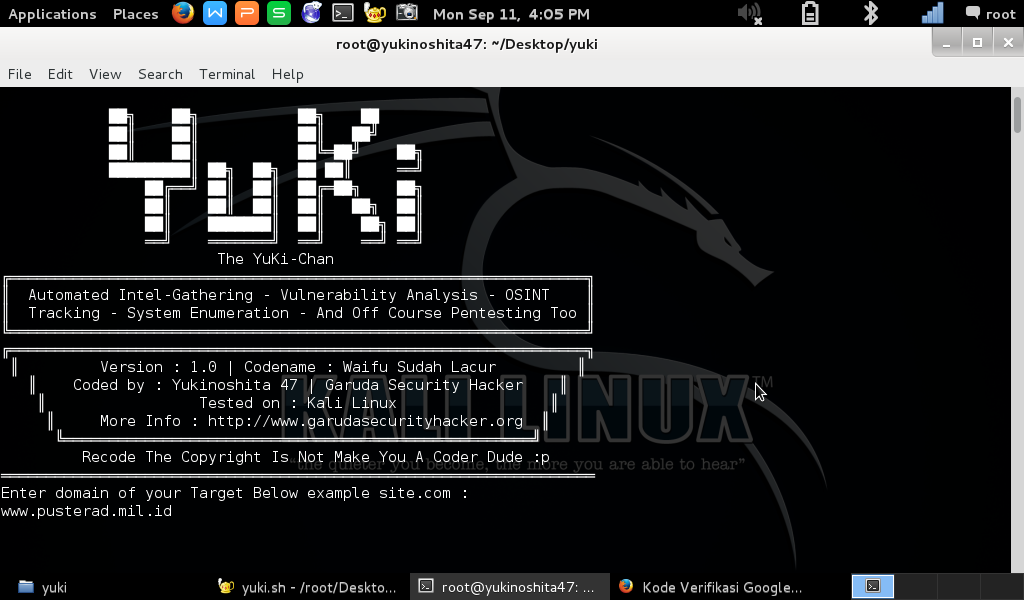 Applications Places Mon Sep 11, 4:05 PM root
root@yukinoshita47: ~/Desktop/yuki
File Edit View Search Terminal Help
YuKi
The YuKi-Chan
Automated Intel-Gathering - Vulnerability Analysis - OSINT
Tracking - System Enumeration - And Off Course Pentesting Too
Version : 1.0 | Codename : Waifu Sudah Lacur
Coded by : Yukinoshita 47 | Garuda Security Hacker
Tested on : Kali Linux
More Info : http://www.garudasecurityhacker.org
KALI LINUX™
Recode The Copyright Is Not Make You A Coder Dude :p
“the quieter you become, the more you are able to hear”
Enter domain of your Target Below example site.com :
www.pusterad.mil.id
yuki yuki.sh - /root/Deskto... root@yukinoshita47: ... Kode Verifikasi Google...